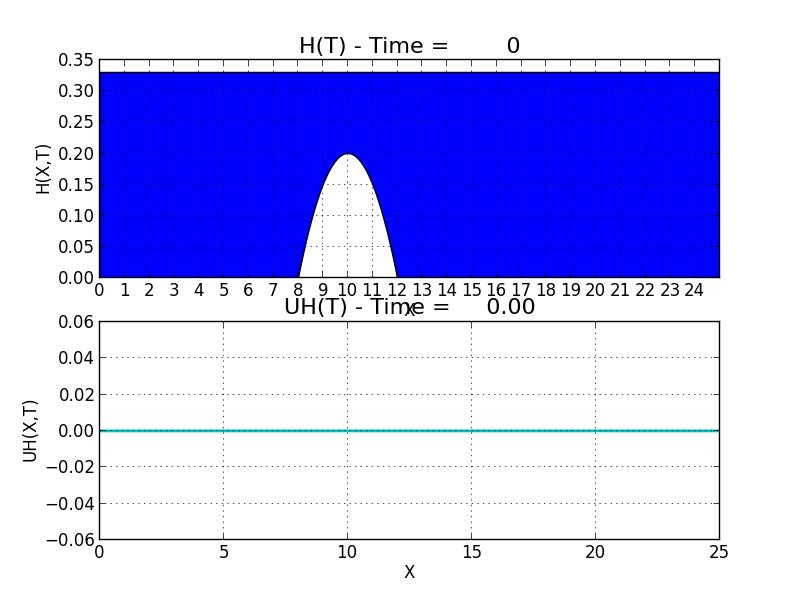 H(T) - Time = 0
0.35
0.30
0.25
0.20
0.15
0.10
0.05
0.00
H(X,T)
0 1 2 3 4 5 6 7 8 9 10 11 12 13 14 15 16 17 18 19 20 21 22 23 24
X
UH(T) - Time = 0.00
0.06
0.04
0.02
0.00
−0.02
−0.04
−0.06
UH(X,T)
0 5 10 15 20 25
X